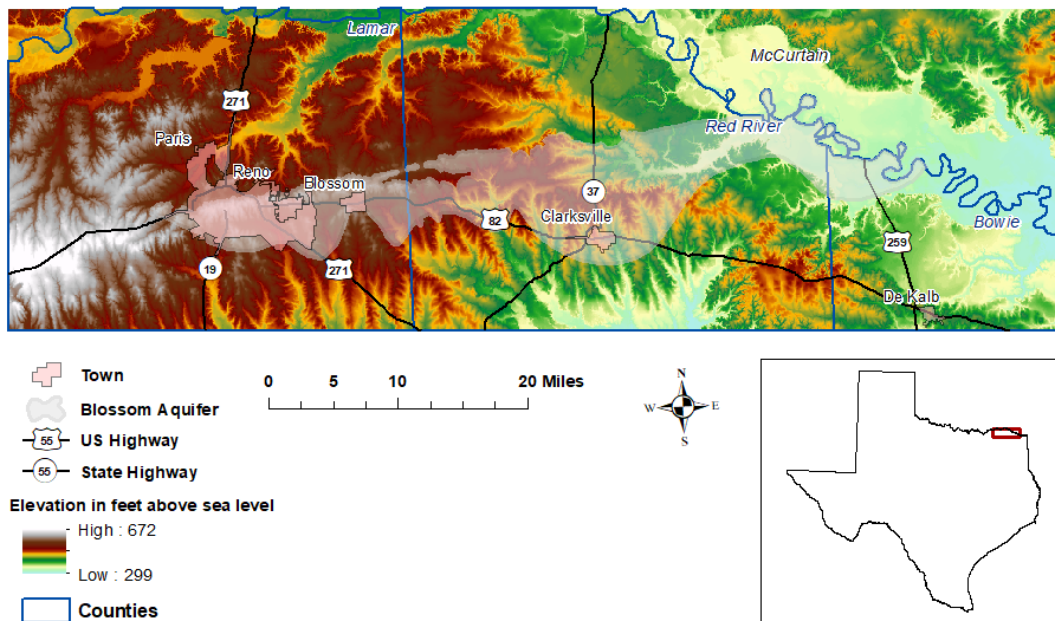 Lamar
McCurtain
271
Paris
Red River
Reno
Blossom
37
82
Clarksville
Bowie
259
19
271
De Kalb
Town
Blossom Aquifer
55 US Highway
55 State Highway
Elevation in feet above sea level
High : 672
Low : 299
Counties
0 5 10 20 Miles
N
W E
S